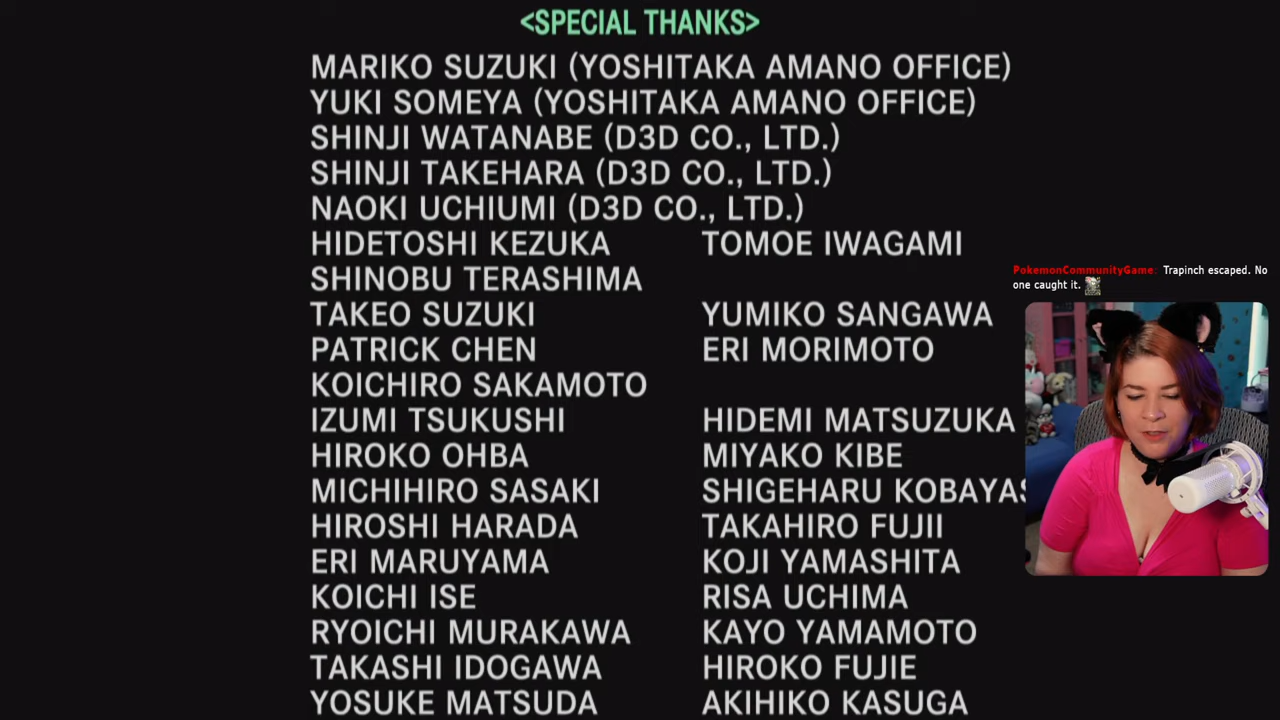 <SPECIAL THANKS>
MARIKO SUZUKI (YOSHITAKA AMANO OFFICE)
YUKI SOMEYA (YOSHITAKA AMANO OFFICE)
SHINJI WATANABE (D3D CO., LTD.)
SHINJI TAKEHARA (D3D CO., LTD.)
NAOKI UCHIUMI (D3D CO., LTD.)
HIDETOSHI KEZUKA TOMOE IWAGAMI
SHINOBU TERASHIMA
TAKEO SUZUKI YUMIKO SANGAWA
PATRICK CHEN ERI MORIMOTO
KOICHIRO SAKAMOTO
IZUMI TSUKUSHI HIDEMI MATSUZUKA
HIROKO OHBA MIYAKO KIBE
MICHIHIRO SASAKI SHIGEHARU
HIROSHI HARADA TAKAHIRO FUJII
ERI MARUYAMA KOJI YAMASHITA
KOICHI ISE RISA UCHIMA
RYOICHI MURAKAWA KAYO YAMAMOTO
TAKASHI IDOGAWA HIROKO FUJIE
YOSUKE MATSUDA AKIHIKO KASUGA
PokemonCommunityGame: Trapinch escaped. No
one caught it.